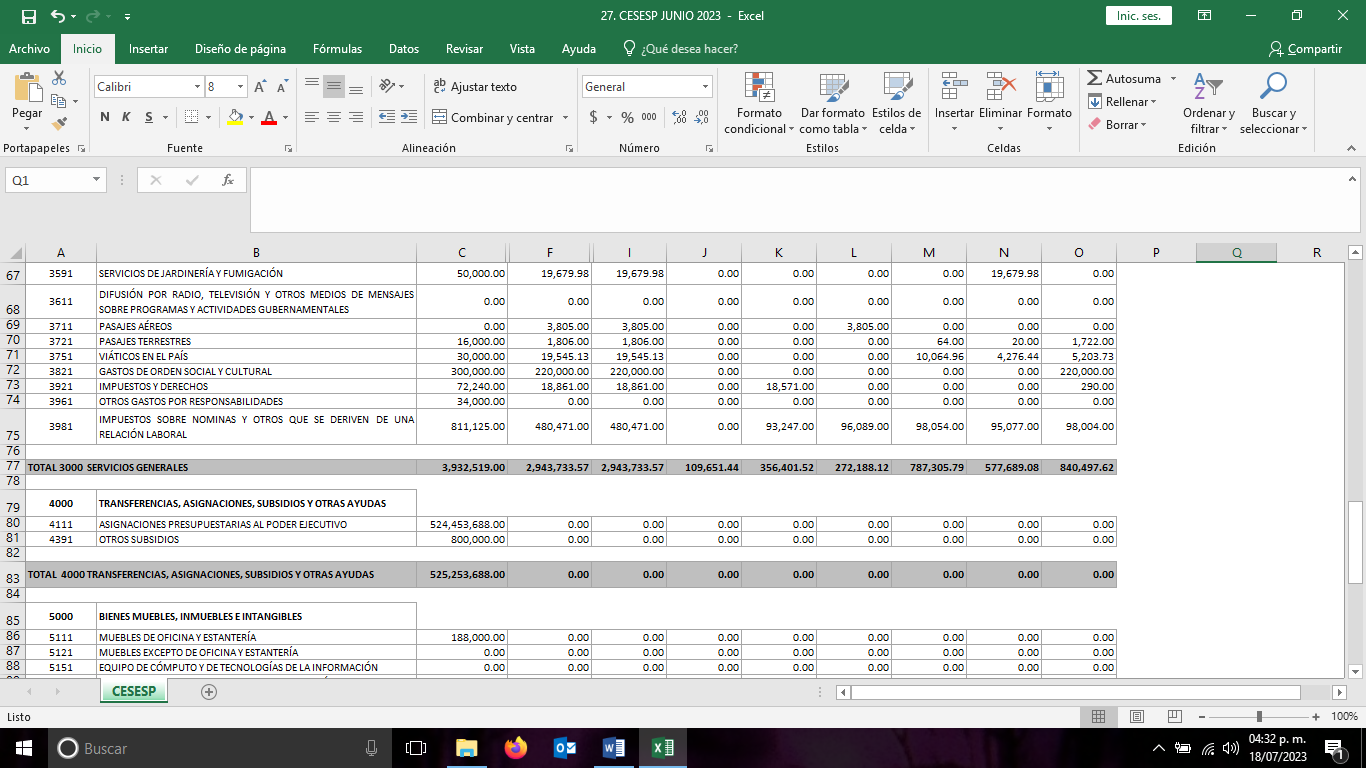 27. CESESP JUNIO 2023 - Excel
Inic. ses.
Archivo Inicio Insertar Diseño de página Fórmulas Datos Revisar Vista Ayuda ¿Qué desea hacer? Compartir
Pegar
Portapapeles
Calibri 8
N K S
Fuente
Ajustar texto
Combinar y centrar
Alineación
General
$ % 000
Número
Formato condicional
Dar formato como tabla
Estilos de celda
Estilos
Insertar Eliminar Formato
Celdas
Autosuma
Rellenar
Borrar
Ordenar y filtrar
Buscar y seleccionar
Edición
Q1
fx
A B C F I J K L M N O P Q R
67 3591 SERVICIOS DE JARDINERÍA Y FUMIGACIÓN 50,000.00 19,679.98 19,679.98 0.00 0.00 0.00 0.00 19,679.98 0.00
68 3611 DIFUSIÓN POR RADIO, TELEVISIÓN Y OTROS MEDIOS DE MENSAJES
SOBRE PROGRAMAS Y ACTIVIDADES GUBERNAMENTALES 0.00 0.00 0.00 0.00 0.00 0.00 0.00 0.00 0.00
69 3711 PASAJES AÉREOS 0.00 3,805.00 3,805.00 0.00 0.00 3,805.00 0.00 0.00 0.00
70 3721 PASAJES TERRESTRES 16,000.00 1,806.00 1,806.00 0.00 0.00 0.00 64.00 20.00 1,722.00
71 3751 VIÁTICOS EN EL PAÍS 30,000.00 19,545.13 19,545.13 0.00 0.00 0.00 10,064.96 4,276.44 5,203.73
72 3821 GASTOS DE ORDEN SOCIAL Y CULTURAL 300,000.00 220,000.00 220,000.00 0.00 0.00 0.00 0.00 0.00 220,000.00
73 3921 IMPUESTOS Y DERECHOS 72,240.00 18,861.00 18,861.00 0.00 18,571.00 0.00 0.00 0.00 290.00
74 3961 OTROS GASTOS POR RESPONSABILIDADES 34,000.00 0.00 0.00 0.00 0.00 0.00 0.00 0.00 0.00
75 3981 IMPUESTOS SOBRE NOMINAS Y OTROS QUE SE DERIVEN DE UNA
RELACIÓN LABORAL 811,125.00 480,471.00 480,471.00 0.00 93,247.00 96,089.00 98,054.00 95,077.00 98,004.00
76
77 TOTAL 3000 SERVICIOS GENERALES 3,932,519.00 2,943,733.57 2,943,733.57 109,651.44 356,401.52 272,188.12 787,305.79 577,689.08 840,497.62
78
79 4000 TRANSFERENCIAS, ASIGNACIONES, SUBSIDIOS Y OTRAS AYUDAS
80 4111 ASIGNACIONES PRESUPUESTARIAS AL PODER EJECUTIVO 524,453,688.00 0.00 0.00 0.00 0.00 0.00 0.00 0.00 0.00
81 4391 OTROS SUBSIDIOS 800,000.00 0.00 0.00 0.00 0.00 0.00 0.00 0.00 0.00
82
83 TOTAL 4000 TRANSFERENCIAS, ASIGNACIONES, SUBSIDIOS Y OTRAS AYUDAS 525,253,688.00 0.00 0.00 0.00 0.00 0.00 0.00 0.00 0.00
84
85 5000 BIENES MUEBLES, INMUEBLES E INTANGIBLES
86 5111 MUEBLES DE OFICINA Y ESTANTERÍA 188,000.00 0.00 0.00 0.00 0.00 0.00 0.00 0.00 0.00
87 5121 MUEBLES EXCEPTO DE OFICINA Y ESTANTERÍA 0.00 0.00 0.00 0.00 0.00 0.00 0.00 0.00 0.00
88 5151 EQUIPO DE CÓMPUTO Y DE TECNOLOGÍAS DE LA INFORMACIÓN 0.00 0.00 0.00 0.00 0.00 0.00 0.00 0.00 0.00
CESESP
Listo 100%
Buscar
04:32 p. m.
18/07/2023
1